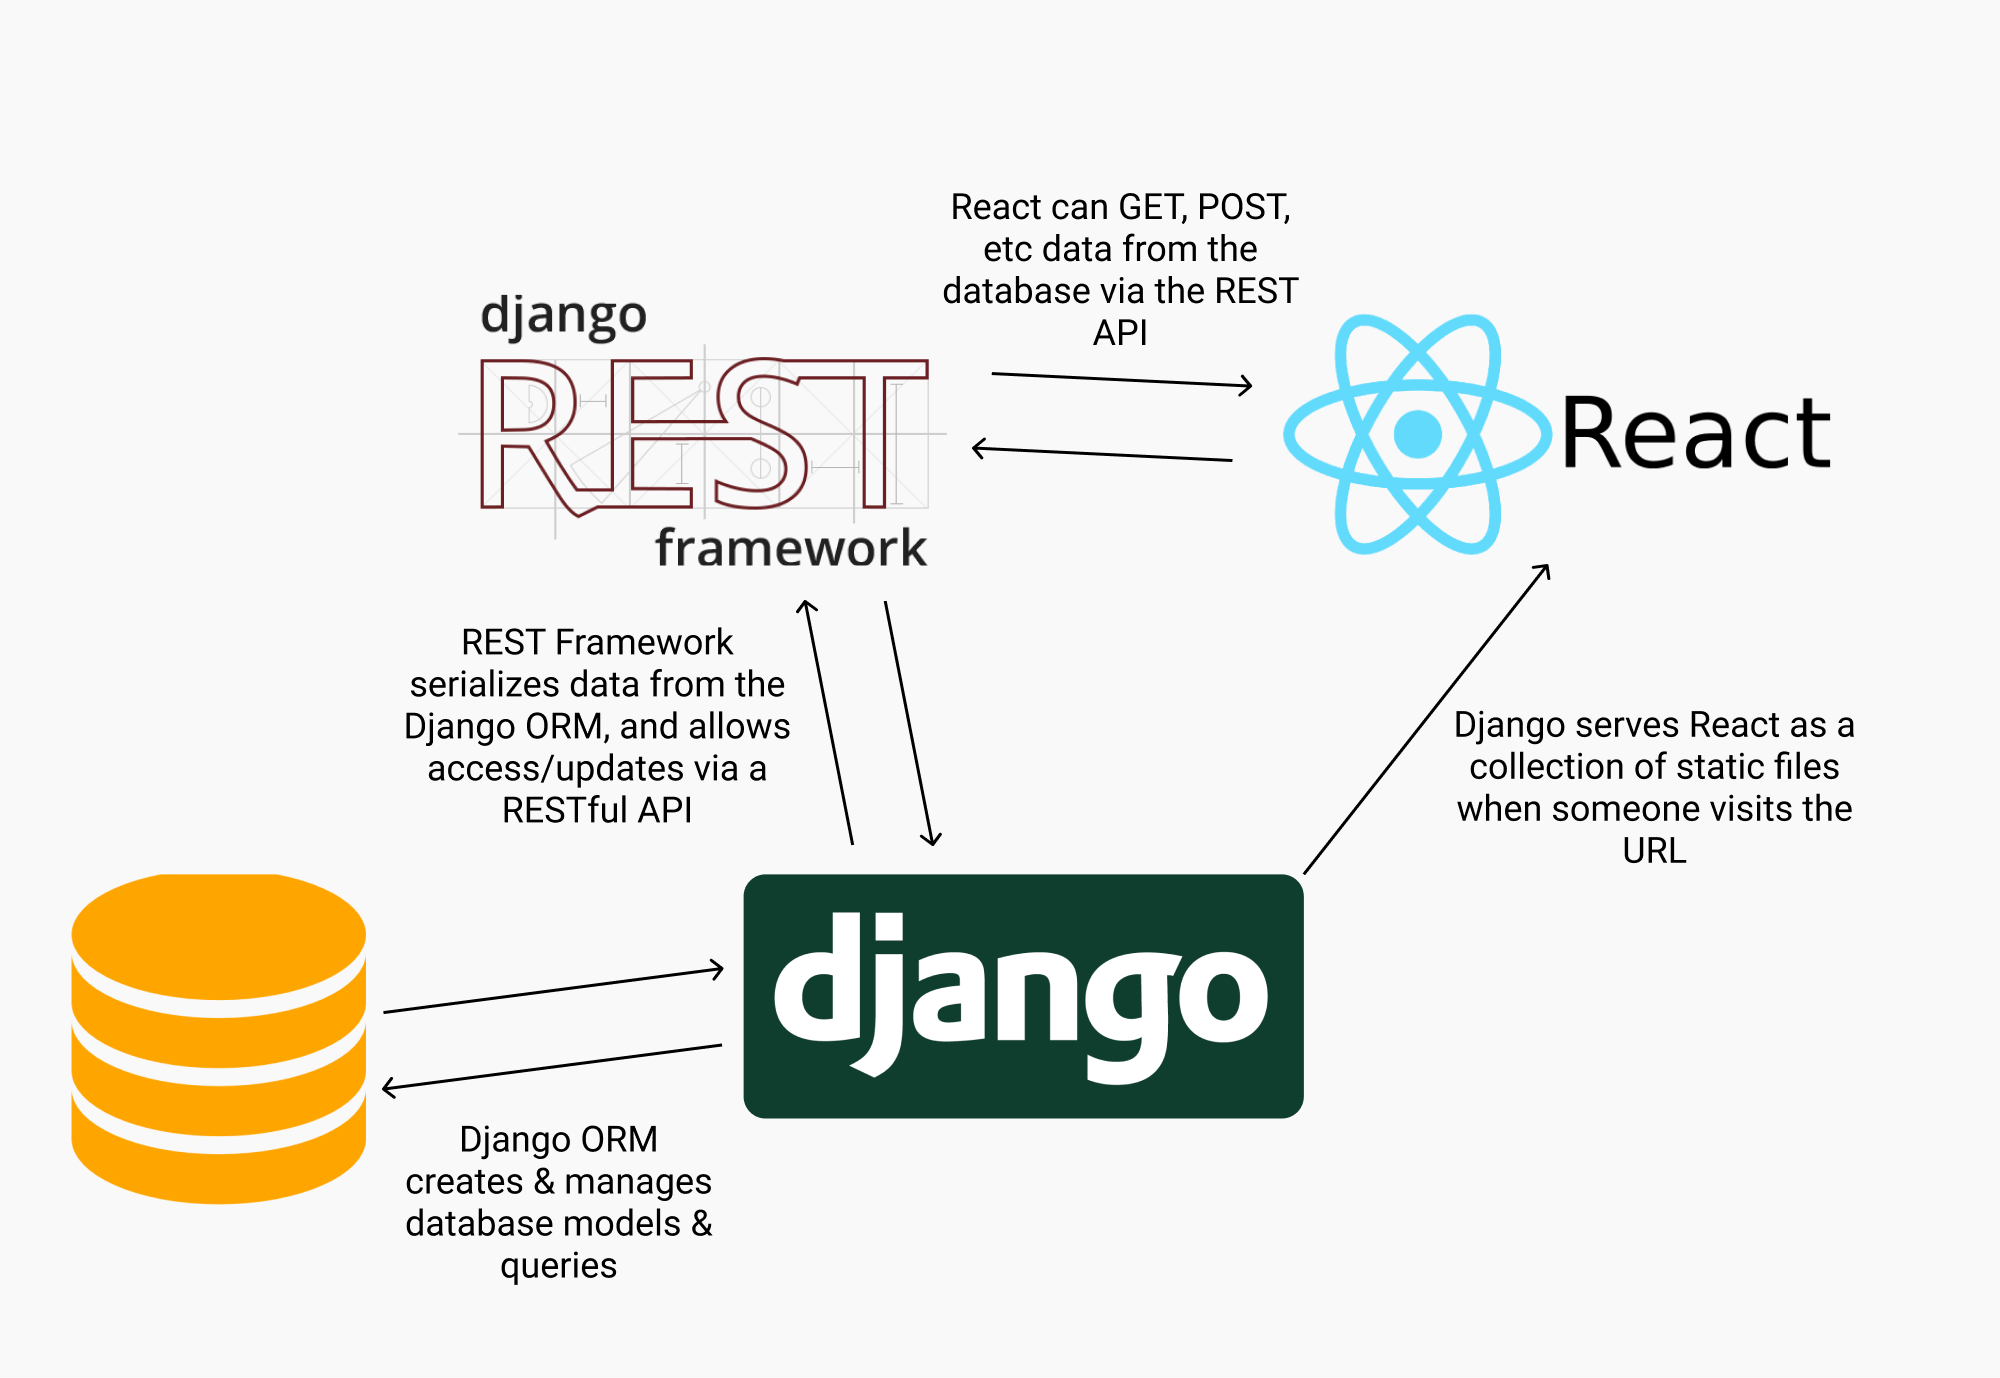 React can GET, POST,
etc data from the
database via the REST
API
django
REST
framework
React
REST Framework
serializes data from the
Django ORM, and allows
access/updates via a
RESTful API
Django serves React as a
collection of static files
when someone visits the
URL
django
Django ORM
creates & manages
database models &
queries